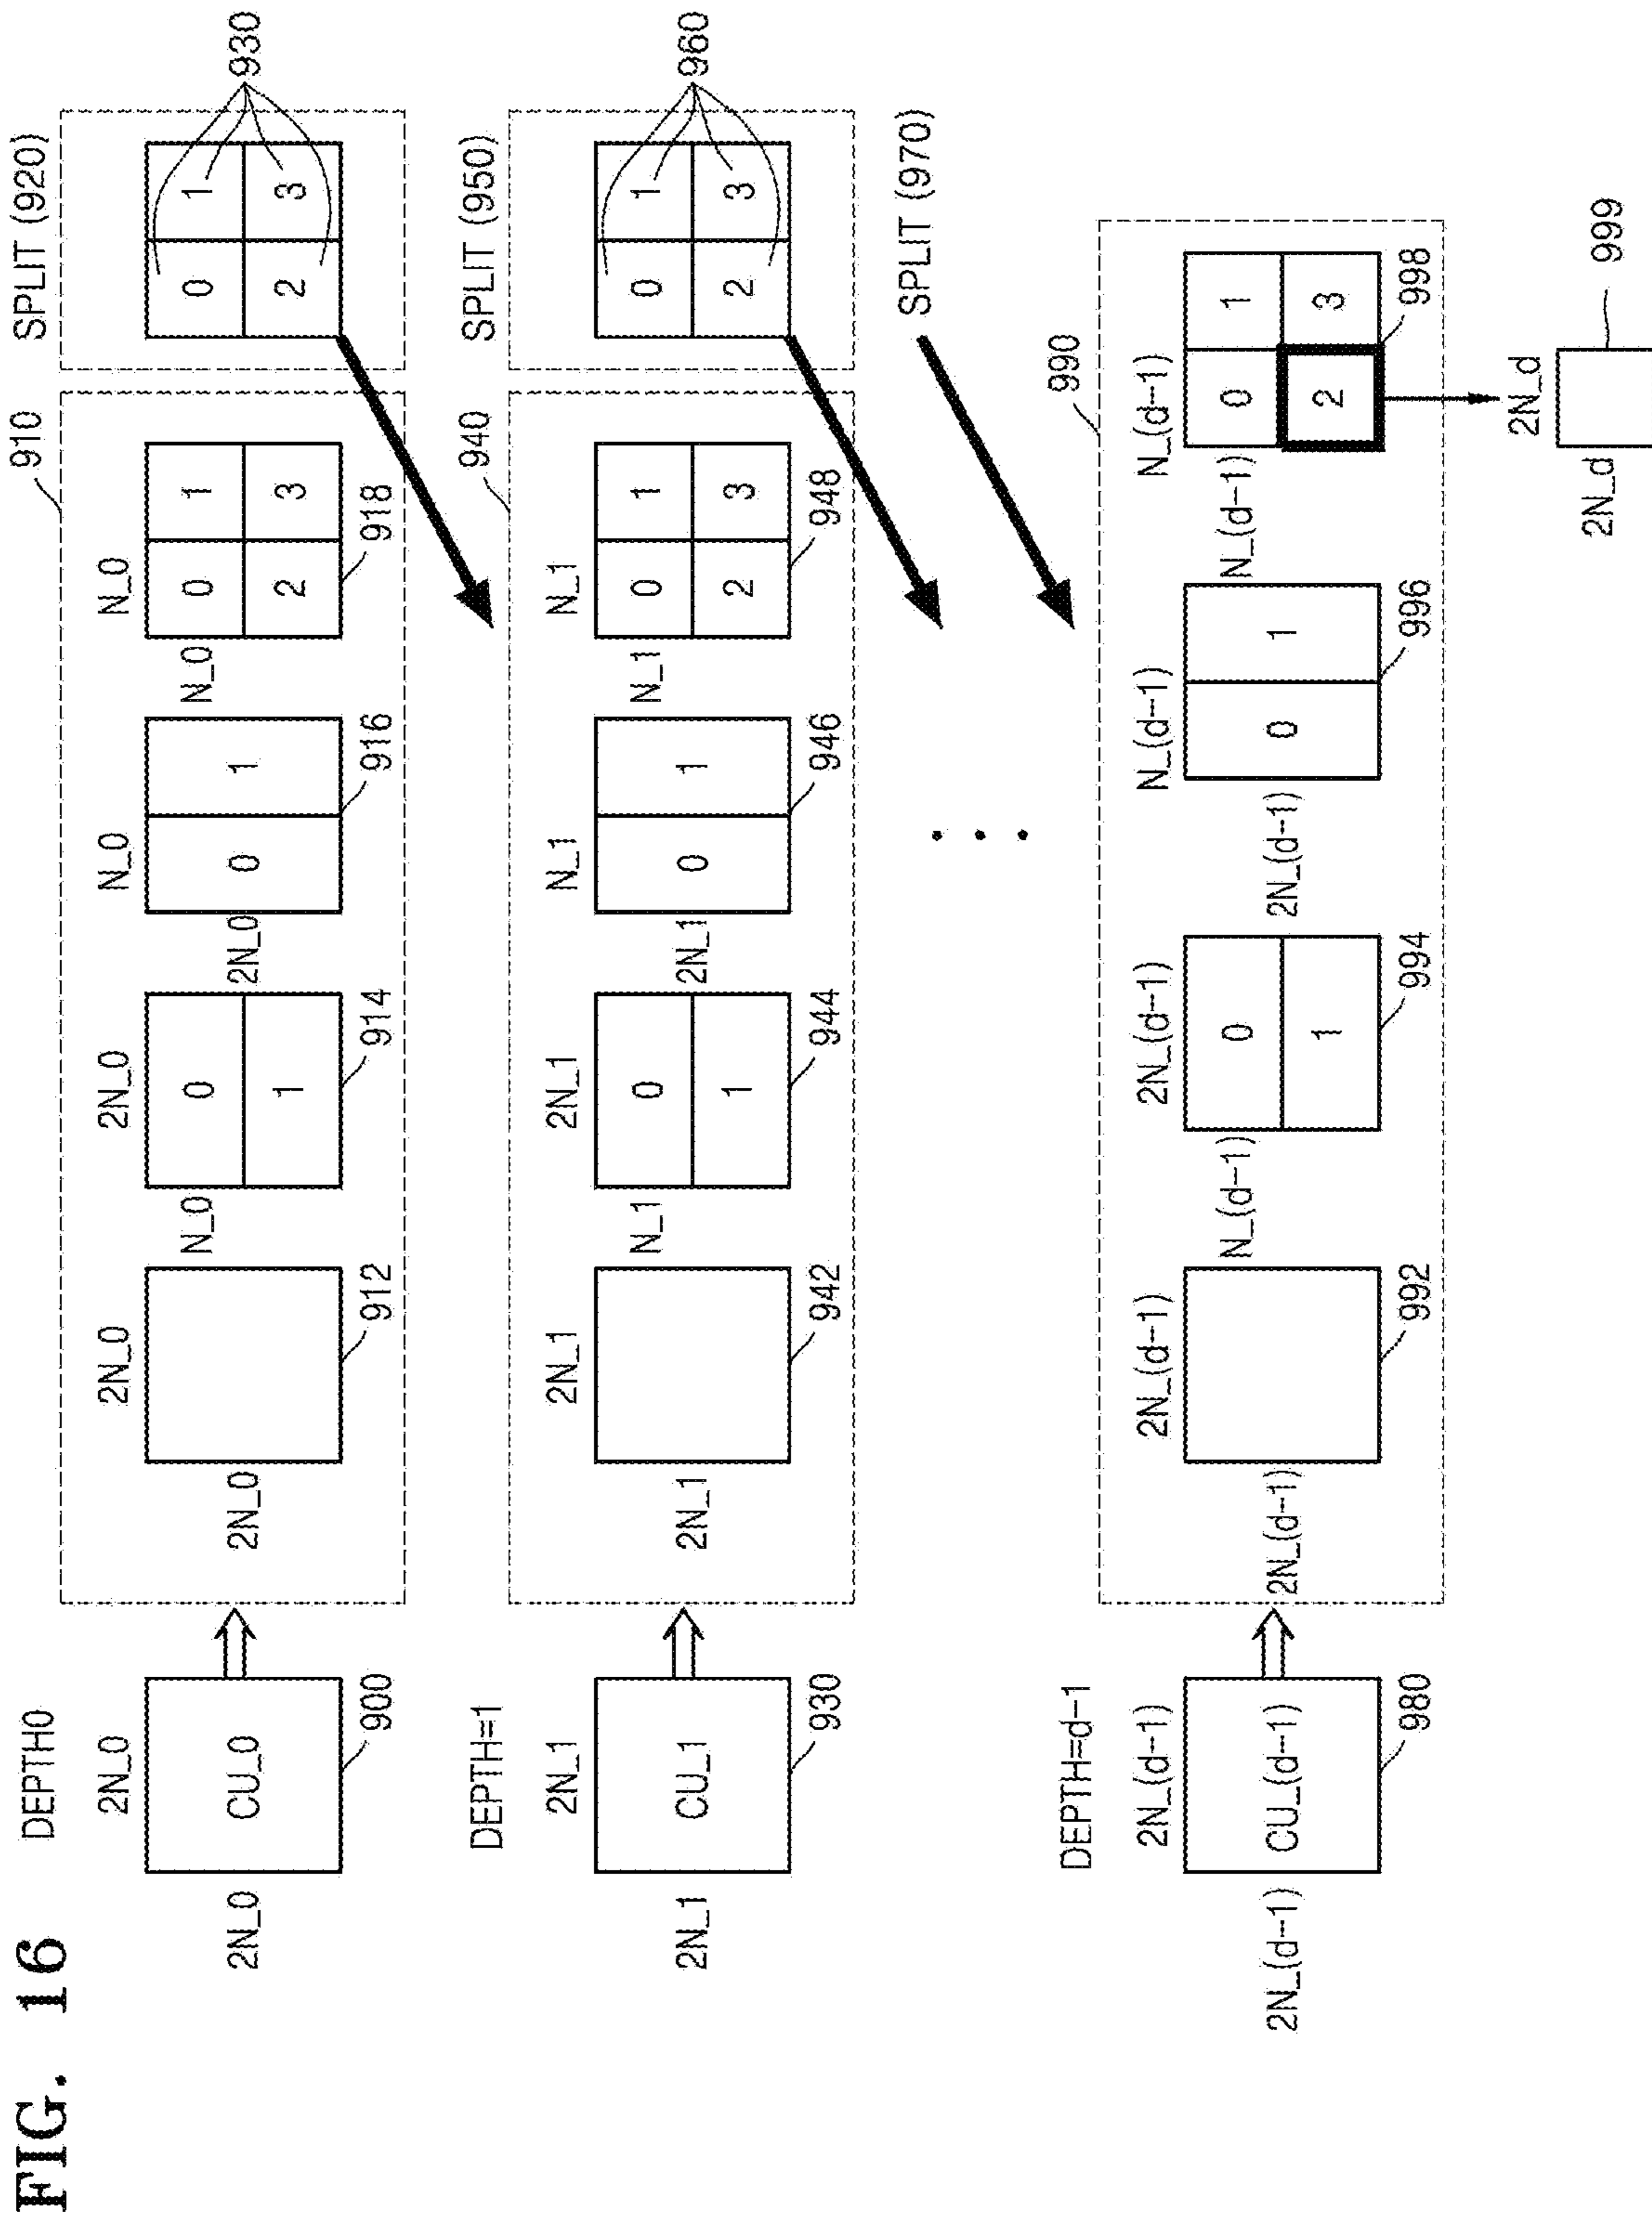 FIG. 16
DEPTH0
SPLIT (920)
910
930
2N_0
2N_0
2N_0
N_0
N_0
2N_0
CU_0
900
2N_0
912
N_0
0
1
914
2N_0
0
1
916
N_0
0
1
2
3
918
0
1
2
3
DEPTH=1
SPLIT (950)
940
960
2N_1
2N_1
2N_1
N_1
N_1
2N_1
CU_1
930
2N_1
942
N_1
0
1
944
2N_1
0
1
946
N_1
0
1
2
3
948
0
1
2
3
SPLIT (970)
. . .
DEPTH=d-1
990
2N_(d-1)
2N_(d-1)
2N_(d-1)
N_(d-1)
N_(d-1)
2N_(d-1)
CU_(d-1)
980
2N_(d-1)
992
N_(d-1)
0
1
994
2N_(d-1)
0
1
996
N_(d-1)
0
1
2
3
998
2N_d
2N_d
999